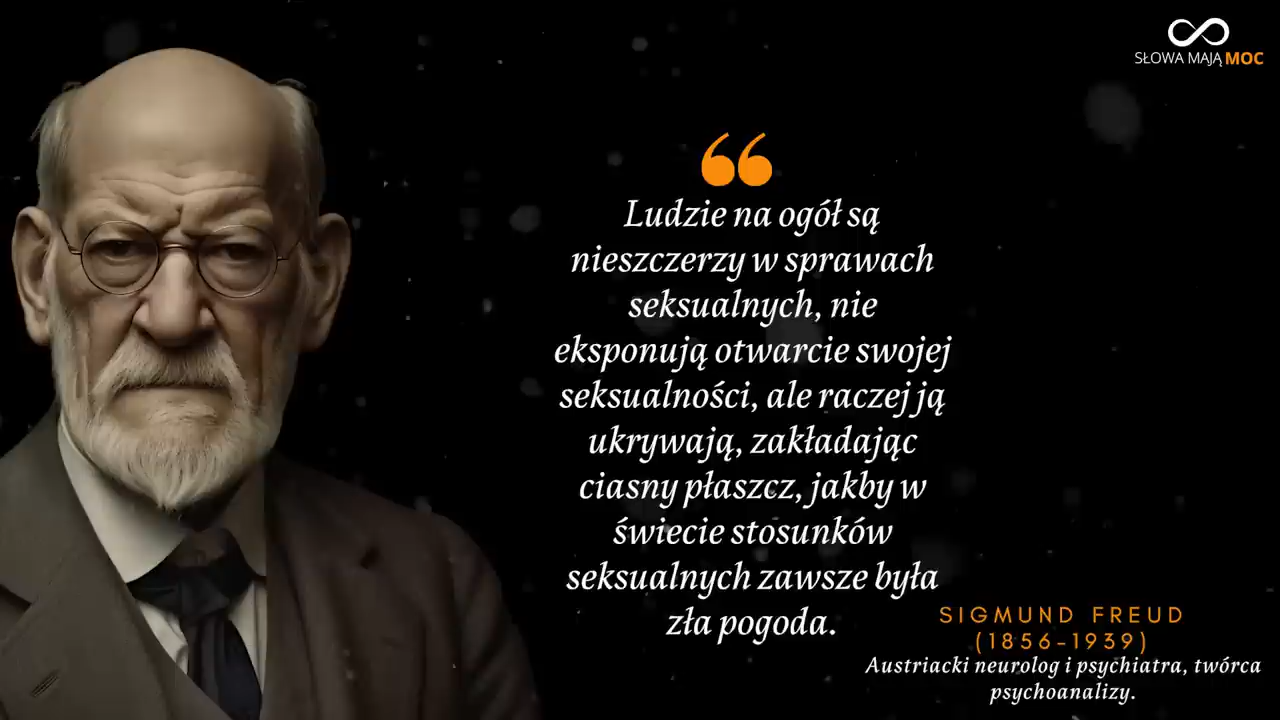 SŁOWA MAJĄ MOC
Ludzie na ogół są
nieszczerzy w sprawach
seksualnych, nie
eksponują otwarcie swojej
seksualności, ale raczej ją
ukrywają, zakładając
ciasny płaszcz, jakby w
świecie stosunków
seksualnych zawsze była
zła pogoda.
SIGMUND FREUD
(1856-1939)
Austriacki neurolog i psychiatra, twórca
psychoanalizy.